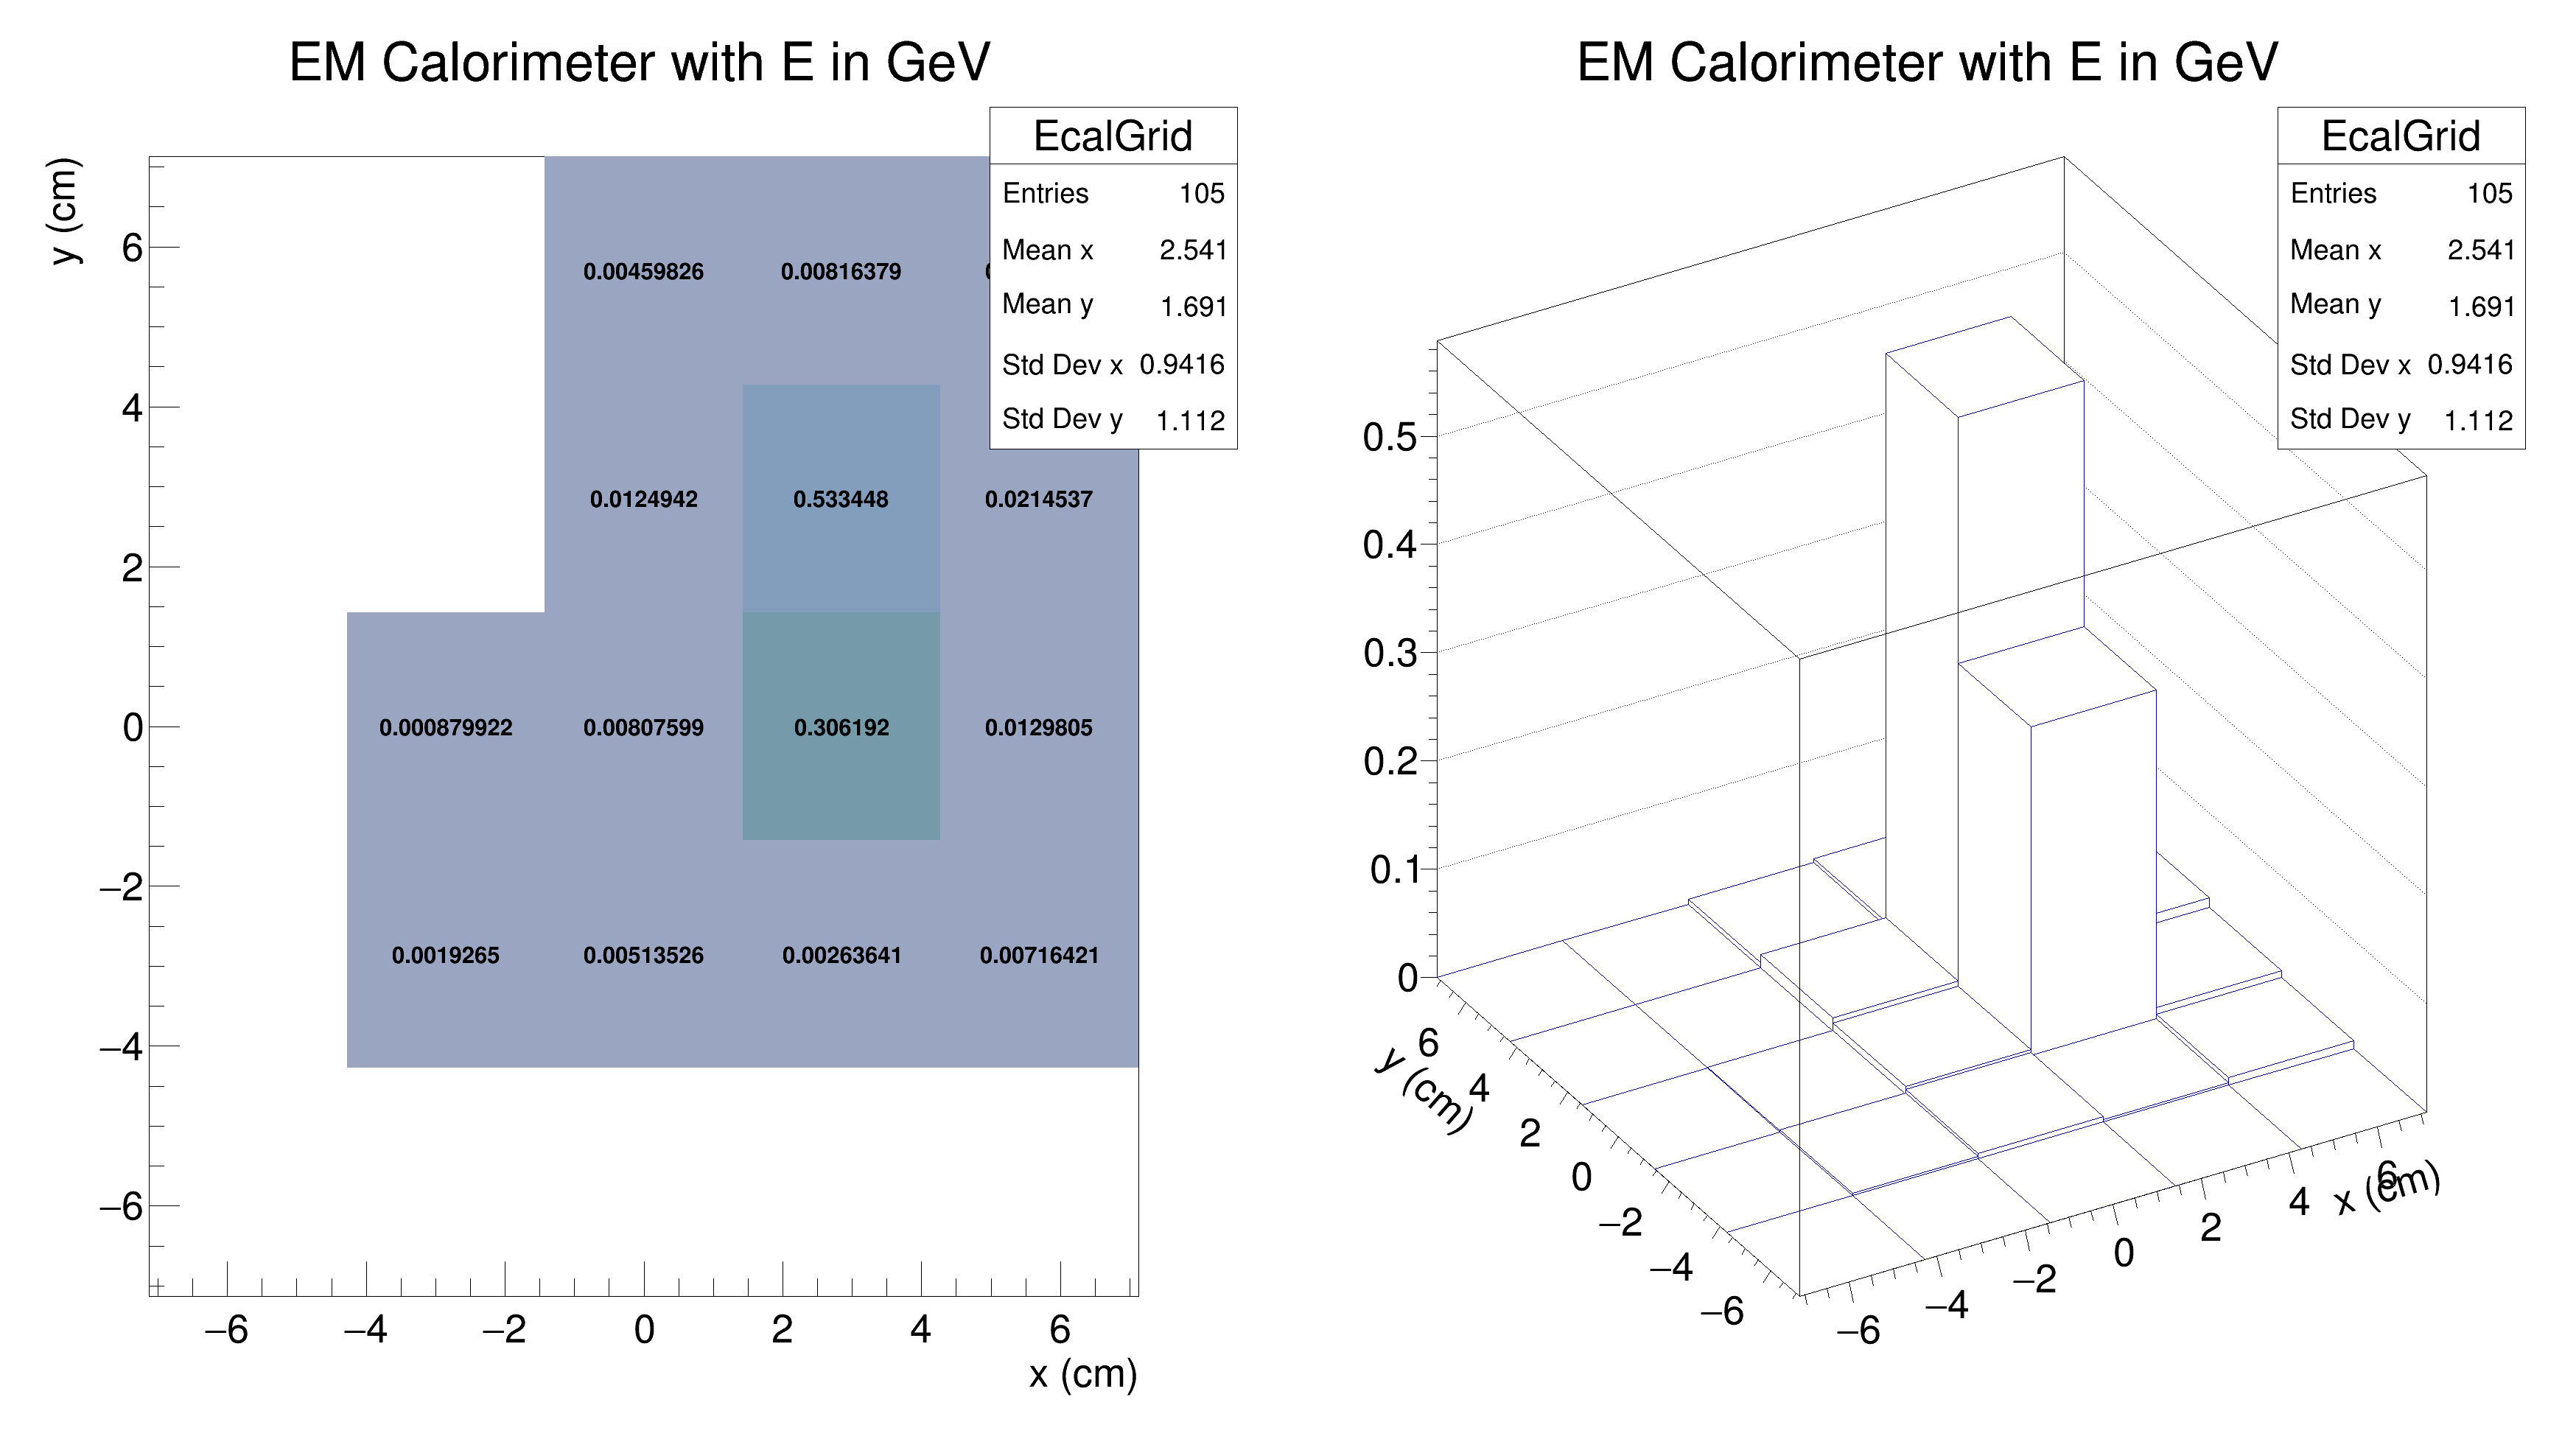 EM Calorimeter with E in GeV
EcalGrid
Entries 105
Mean x 2.541
Mean y 1.691
Std Dev x 0.9416
Std Dev y 1.112
y (cm)
6
4
2
0
−2
−4
−6
0.00459826 0.00816379
0.0124942 0.533448 0.0214537
0.000879922 0.00807599 0.306192 0.0129805
0.0019265 0.00513526 0.00263641 0.00716421
−6 −4 −2 0 2 4 6
x (cm)
EM Calorimeter with E in GeV
EcalGrid
Entries 105
Mean x 2.541
Mean y 1.691
Std Dev x 0.9416
Std Dev y 1.112
0.5
0.4
0.3
0.2
0.1
0
y (cm)
6
4
2
0
−2
−4
−6
−6 −4 −2 0 2 4 6
x (cm)